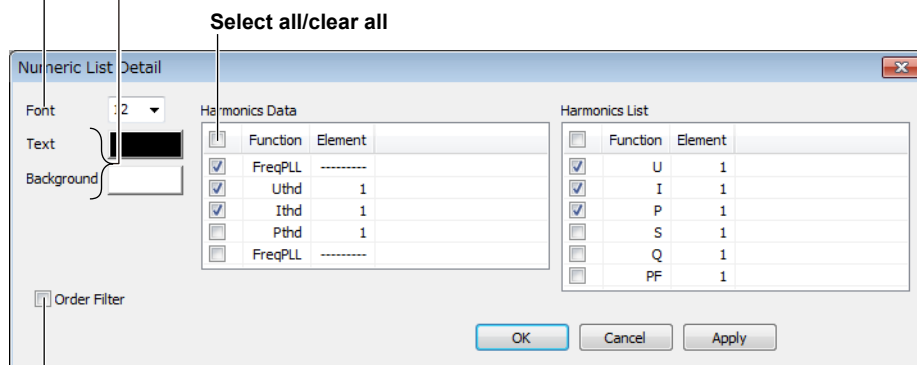 Select all/clear all
Numeric List Detail
Font 12
Text
Background
Harmonics Data
Function Element
FreqPLL ---------
Uthd 1
Ithd 1
Pthd 1
FreqPLL ---------
Harmonics List
Function Element
U 1
I 1
P 1
S 1
Q 1
PF 1
Order Filter
OK Cancel Apply